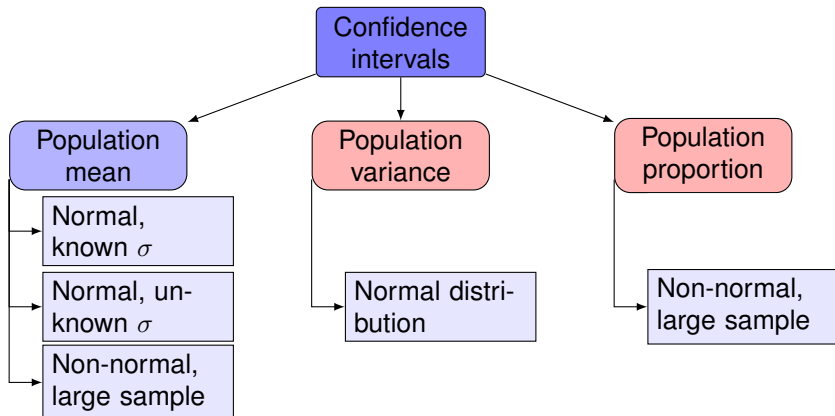 Confidence
intervals
Population
mean
Population
variance
Population
proportion
Normal,
known σ
Normal, un-
known σ
Non-normal,
large sample
Normal distri-
bution
Non-normal,
large sample